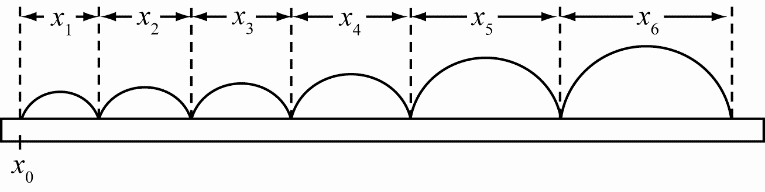 x₁ x₂ x₃ x₄ x₅ x₆
x₀